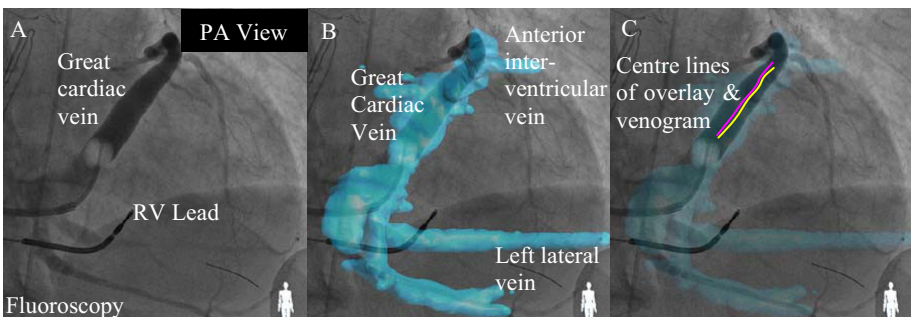 A
PA View
Great
cardiac
vein
RV Lead
Fluoroscopy
B
Anterior
inter-
ventricular
vein
Great
Cardiac
Vein
Left lateral
vein
C
Centre lines
of overlay &
venogram